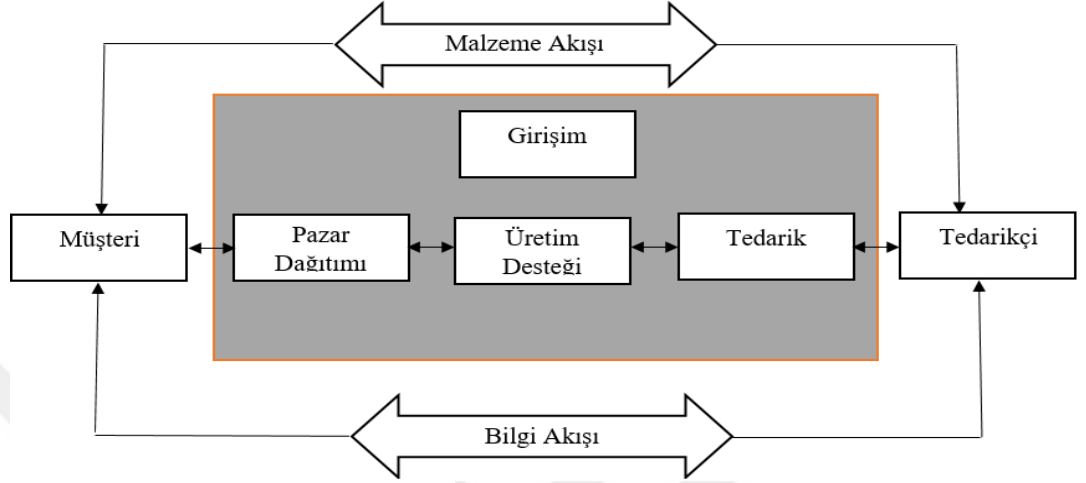 Malzeme Akışı
Girişim
Müşteri
Pazar
Dağıtımı
Üretim
Desteği
Tedarik
Tedarikçi
Bilgi Akışı